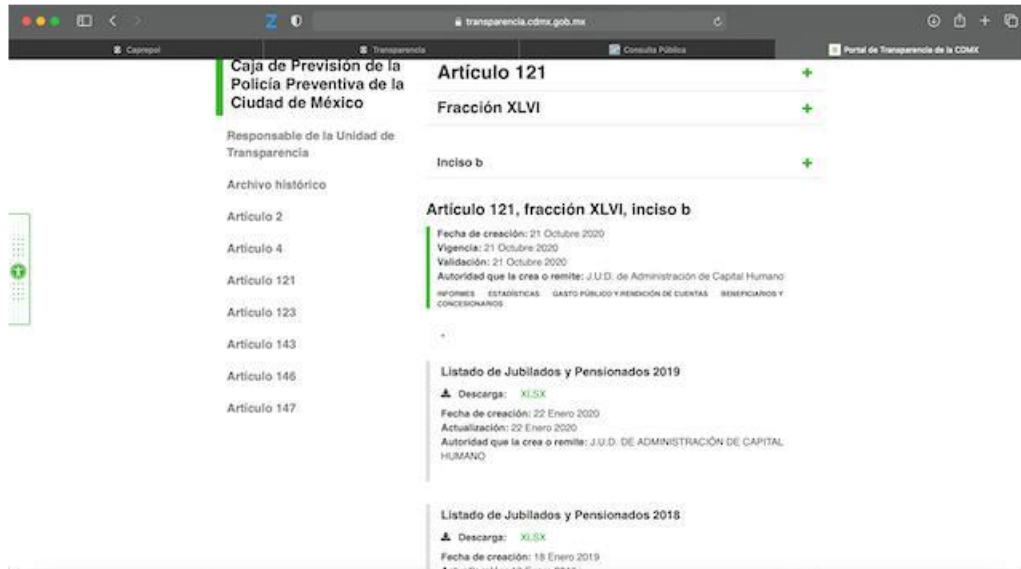 transparencia.cdmx.gob.mx
Caprepol
Transparencia
Consulta Pública
Portal de Transparencia de la CDMX
Caja de Previsión de la
Policía Preventiva de la
Ciudad de México
Responsable de la Unidad de
Transparencia
Archivo histórico
Artículo 2
Artículo 4
Artículo 121
Artículo 123
Artículo 143
Artículo 146
Artículo 147
Artículo 121 +
Fracción XLVI +
Inciso b +
Artículo 121, fracción XLVI, inciso b
Fecha de creación: 21 Octubre 2020
Vigencia: 21 Octubre 2020
Validación: 21 Octubre 2020
Autoridad que la crea o remite: J.U.D. de Administración de Capital Humano
INFORMES ESTADÍSTICAS GASTO PÚBLICO Y RENDICIÓN DE CUENTAS BENEFICIARIOS Y
CONCESIONARIOS
Listado de Jubilados y Pensionados 2019
Descarga: XLSX
Fecha de creación: 22 Enero 2020
Actualización: 22 Enero 2020
Autoridad que la crea o remite: J.U.D. DE ADMINISTRACIÓN DE CAPITAL
HUMANO
Listado de Jubilados y Pensionados 2018
Descarga: XLSX
Fecha de creación: 18 Enero 2019